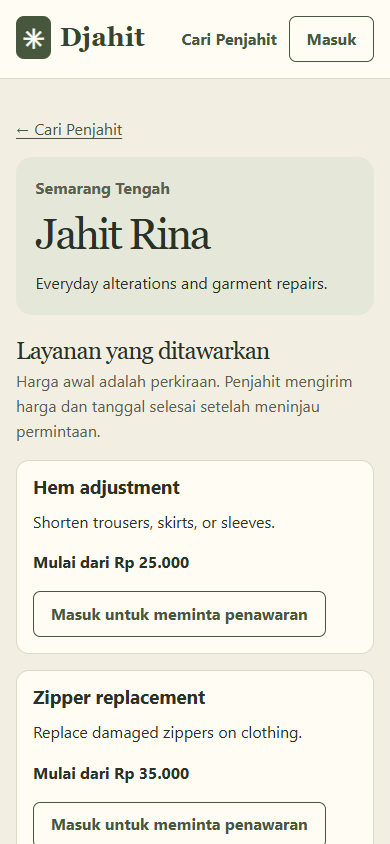 Djahit
Cari Penjahit
Masuk
← Cari Penjahit
Semarang Tengah
Jahit Rina
Everyday alterations and garment repairs.
Layanan yang ditawarkan
Harga awal adalah perkiraan. Penjahit mengirim
harga dan tanggal selesai setelah meninjau
permintaan.
Hem adjustment
Shorten trousers, skirts, or sleeves.
Mulai dari Rp 25.000
Masuk untuk meminta penawaran
Zipper replacement
Replace damaged zippers on clothing.
Mulai dari Rp 35.000
Masuk untuk meminta penawaran